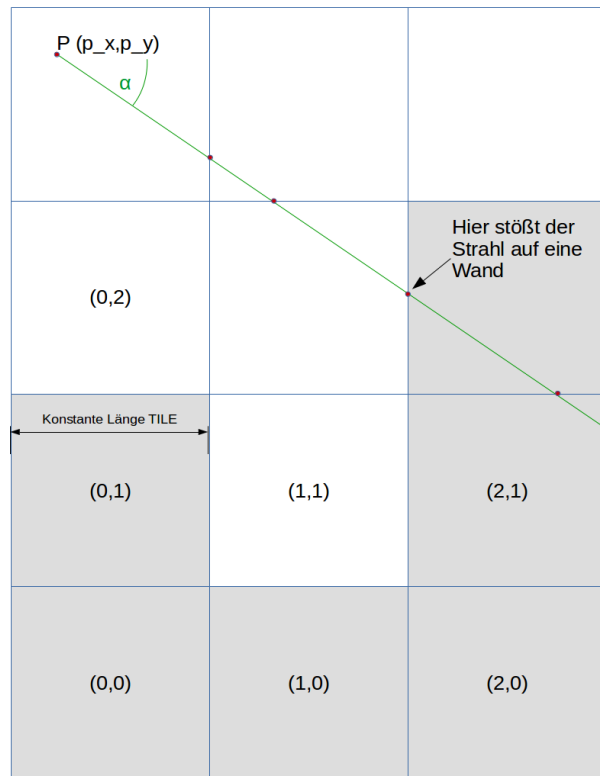 P (p_x,p_y)
α
Hier stößt der
Strahl auf eine
Wand
(0,2)
Konstante Länge TILE
(0,1)
(1,1)
(2,1)
(0,0)
(1,0)
(2,0)